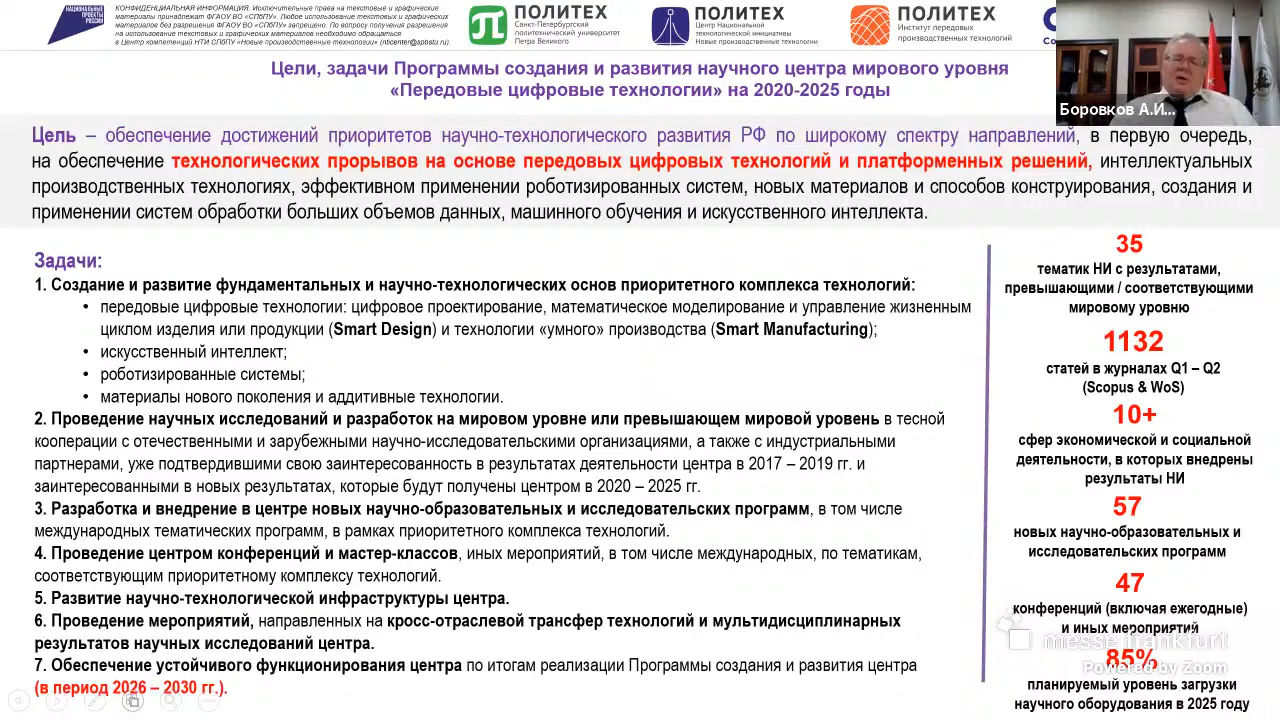 НАЦИОНАЛЬНЫЕ
ПРОЕКТЫ
РОССИИ
КОНФИДЕНЦИАЛЬНАЯ ИНФОРМАЦИЯ. Исключительные права на текстовые и графические
материалы принадлежат ФГАОУ ВО «СПбПУ». Любое использование текстовых и графических
материалов без разрешения ФГАОУ ВО «СПбПУ» запрещено. По вопросу получения разрешения
на использование текстовых и графических материалов необходимо обращаться
в Центр компетенций НТИ СПбПУ «Новые производственные технологии» (nticenter@spbstu.ru).
ПОЛИТЕХ
Санкт-Петербургский
политехнический университет
Петра Великого
ПОЛИТЕХ
Центр Национальной
технологической инициативы
Новые производственные технологии
ПОЛИТЕХ
Институт передовых
производственных технологий
Со
Боровков А.И...
Цели, задачи Программы создания и развития научного центра мирового уровня
«Передовые цифровые технологии» на 2020-2025 годы
Цель – обеспечение достижений приоритетов научно-технологического развития РФ по широкому спектру направлений, в первую очередь,
на обеспечение технологических прорывов на основе передовых цифровых технологий и платформенных решений, интеллектуальных
производственных технологиях, эффективном применении роботизированных систем, новых материалов и способов конструирования, создания и
применении систем обработки больших объемов данных, машинного обучения и искусственного интеллекта.
Задачи:
1. Создание и развитие фундаментальных и научно-технологических основ приоритетного комплекса технологий:
• передовые цифровые технологии: цифровое проектирование, математическое моделирование и управление жизненным
циклом изделия или продукции (Smart Design) и технологии «умного» производства (Smart Manufacturing);
• искусственный интеллект;
• роботизированные системы;
• материалы нового поколения и аддитивные технологии.
2. Проведение научных исследований и разработок на мировом уровне или превышающем мировой уровень в тесной
кооперации с отечественными и зарубежными научно-исследовательскими организациями, а также с индустриальными
партнерами, уже подтвердившими свою заинтересованность в результатах деятельности центра в 2017 – 2019 гг. и
заинтересованными в новых результатах, которые будут получены центром в 2020 – 2025 гг.
3. Разработка и внедрение в центре новых научно-образовательных и исследовательских программ, в том числе
международных тематических программ, в рамках приоритетного комплекса технологий.
4. Проведение центром конференций и мастер-классов, иных мероприятий, в том числе международных, по тематикам,
соответствующим приоритетному комплексу технологий.
5. Развитие научно-технологической инфраструктуры центра.
6. Проведение мероприятий, направленных на кросс-отраслевой трансфер технологий и мультидисциплинарных
результатов научных исследований центра.
7. Обеспечение устойчивого функционирования центра по итогам реализации Программы создания и развития центра
(в период 2026 – 2030 гг.).
35
тематик НИ с результатами,
превышающими / соответствующими
мировому уровню
1132
статей в журналах Q1 – Q2
(Scopus & WoS)
10+
сфер экономической и социальной
деятельности, в которых внедрены
результаты НИ
57
новых научно-образовательных и
исследовательских программ
47
конференций (включая ежегодные)
и иных мероприятий
messe frankfurt
85%
Powered by Zoom
планируемый уровень загрузки
научного оборудования в 2025 году